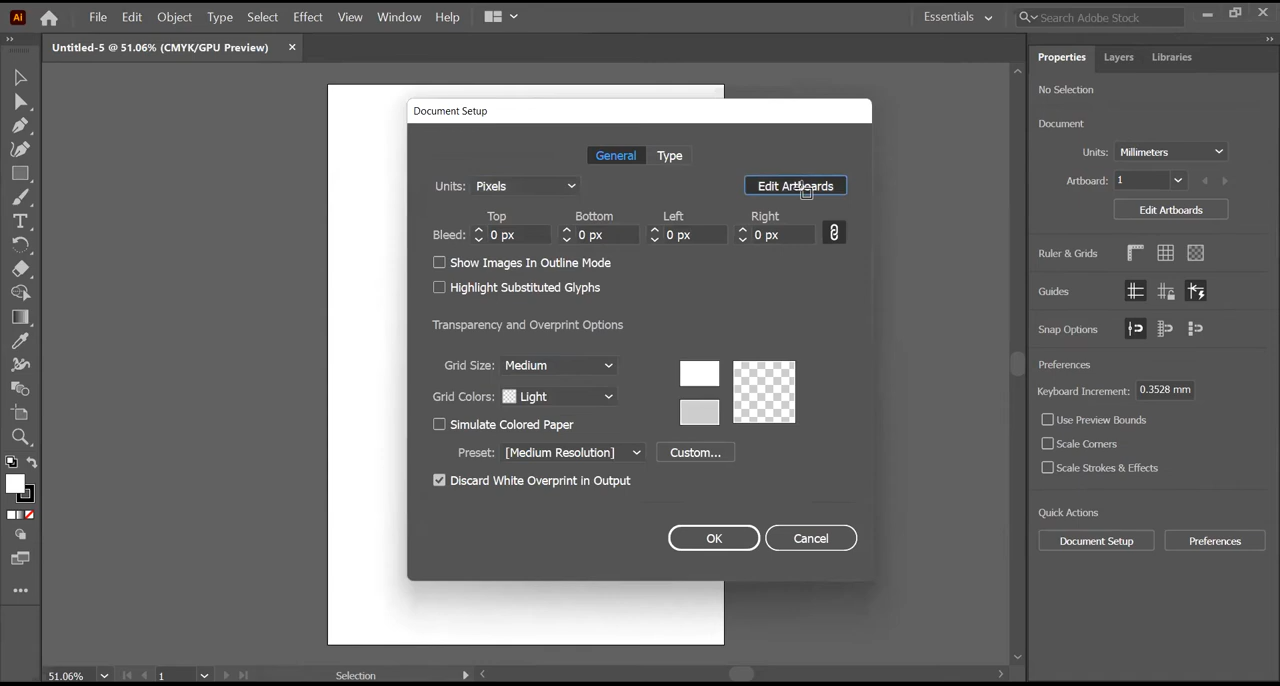 Ai File Edit Object Type Select Effect View Window Help Essentials Search Adobe Stock
Untitled-5 @ 51.06% (CMYK/GPU Preview)
Document Setup
General Type
Units: Pixels Edit Artboards
Top Bottom Left Right
Bleed: 0 px 0 px 0 px 0 px
Show Images In Outline Mode
Highlight Substituted Glyphs
Transparency and Overprint Options
Grid Size: Medium
Grid Colors: Light
Simulate Colored Paper
Preset: [Medium Resolution] Custom...
Discard White Overprint in Output
OK Cancel
Properties Layers Libraries
No Selection
Document
Units: Millimeters
Artboard: 1
Edit Artboards
Ruler & Grids
Guides
Snap Options
Preferences
Keyboard Increment: 0.3528 mm
Use Preview Bounds
Scale Corners
Scale Strokes & Effects
Quick Actions
Document Setup Preferences
51.06% 1 Selection